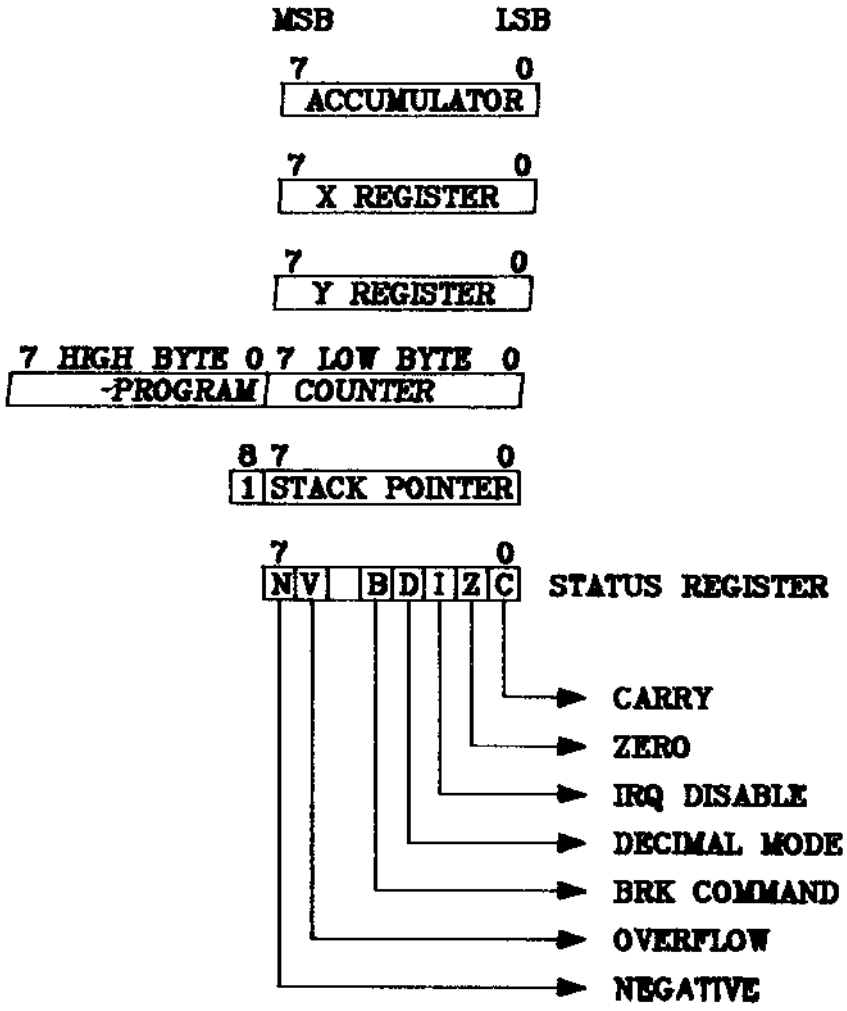 MSB LSB
7 0
ACCUMULATOR
7 0
X REGISTER
7 0
Y REGISTER
7 HIGH BYTE 0 7 LOW BYTE 0
-PROGRAM COUNTER
8 7 0
1 STACK POINTER
7 0
N V B D I Z C STATUS REGISTER
CARRY
ZERO
IRQ DISABLE
DECIMAL MODE
BRK COMMAND
OVERFLOW
NEGATIVE